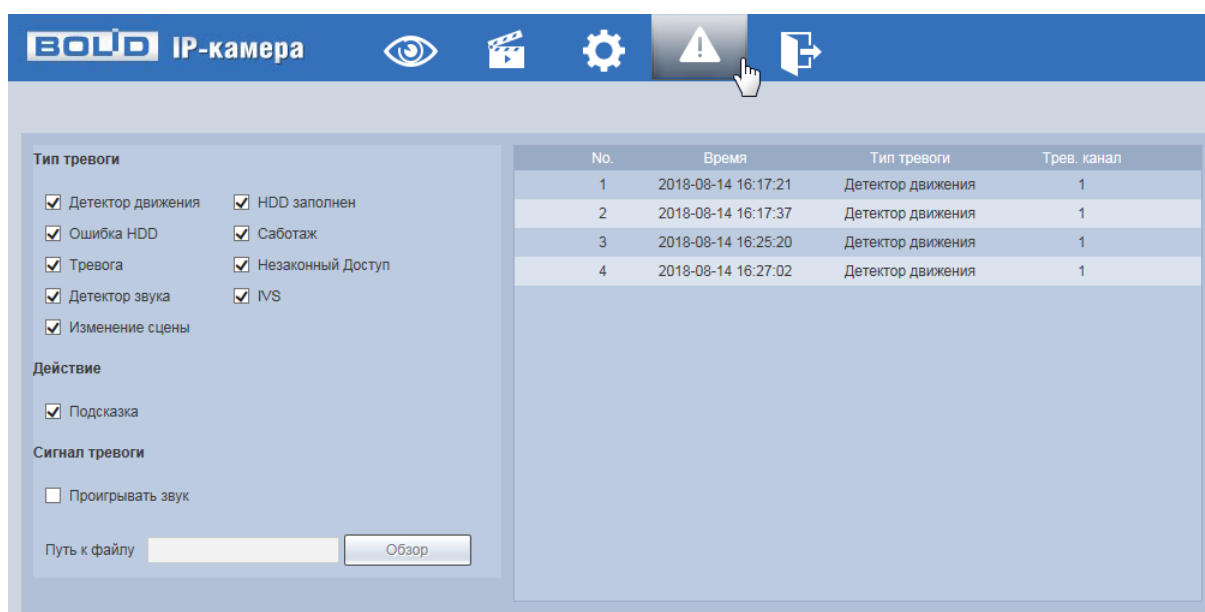 BOLID IP-камера
Тип тревоги
Детектор движения HDD заполнен
Ошибка HDD Саботаж
Тревога Незаконный Доступ
Детектор звука IVS
Изменение сцены
Действие
Подсказка
Сигнал тревоги
Проигрывать звук
Путь к файлу Обзор
No. Время Тип тревоги Трев. канал
1 2018-08-14 16:17:21 Детектор движения 1
2 2018-08-14 16:17:37 Детектор движения 1
3 2018-08-14 16:25:20 Детектор движения 1
4 2018-08-14 16:27:02 Детектор движения 1